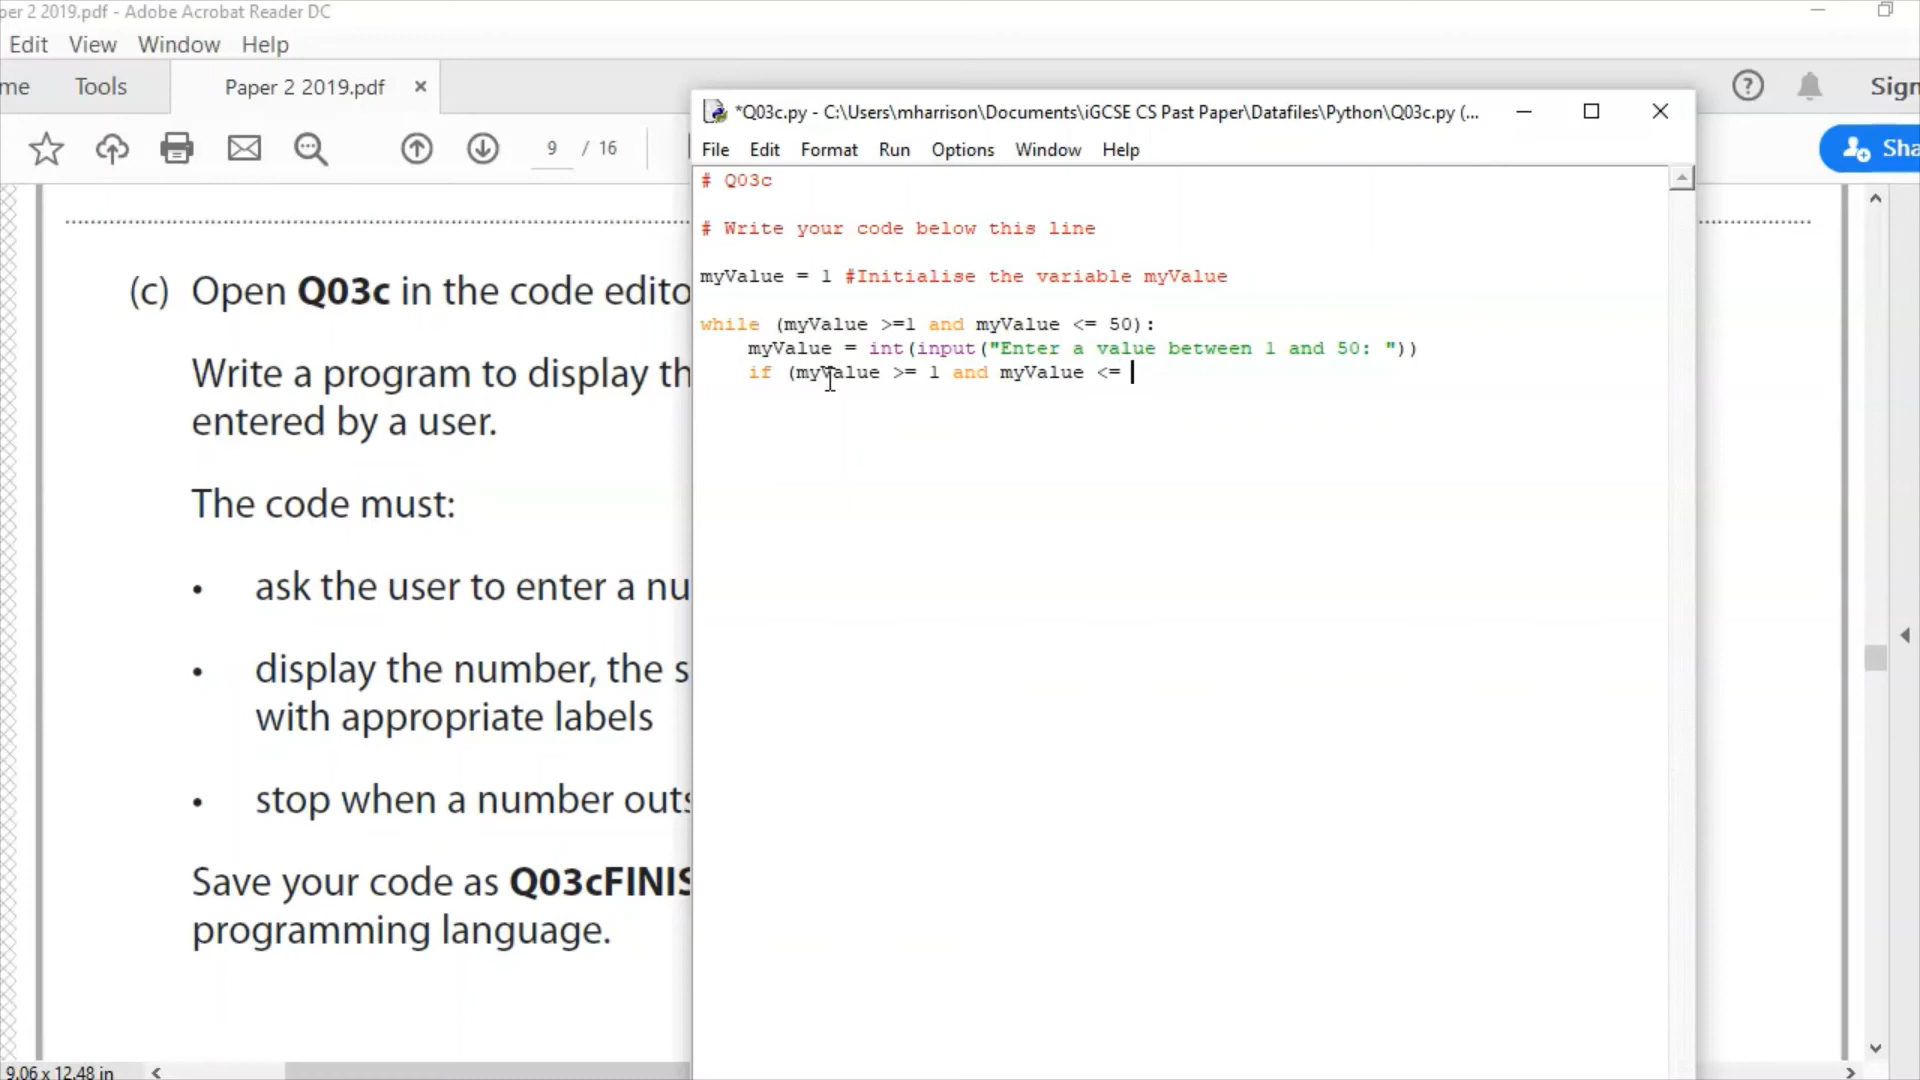 per 2 2019.pdf - Adobe Acrobat Reader DC
Edit View Window Help
me Tools Paper 2 2019.pdf ×
Sign
9 / 16
Sha
*Q03c.py - C:\Users\mharrison\Documents\iGCSE CS Past Paper\Datafiles\Python\Q03c.py (...
File Edit Format Run Options Window Help
# Q03c
# Write your code below this line
myValue = 1 #Initialise the variable myValue
while (myValue >=1 and myValue <= 50):
    myValue = int(input("Enter a value between 1 and 50: "))
    if (myValue >= 1 and myValue <=
(c) Open Q03c in the code edito
Write a program to display th
entered by a user.
The code must:
• ask the user to enter a nu
• display the number, the s
with appropriate labels
• stop when a number outs
Save your code as Q03cFINIS
programming language.
9.06 x 12.48 in